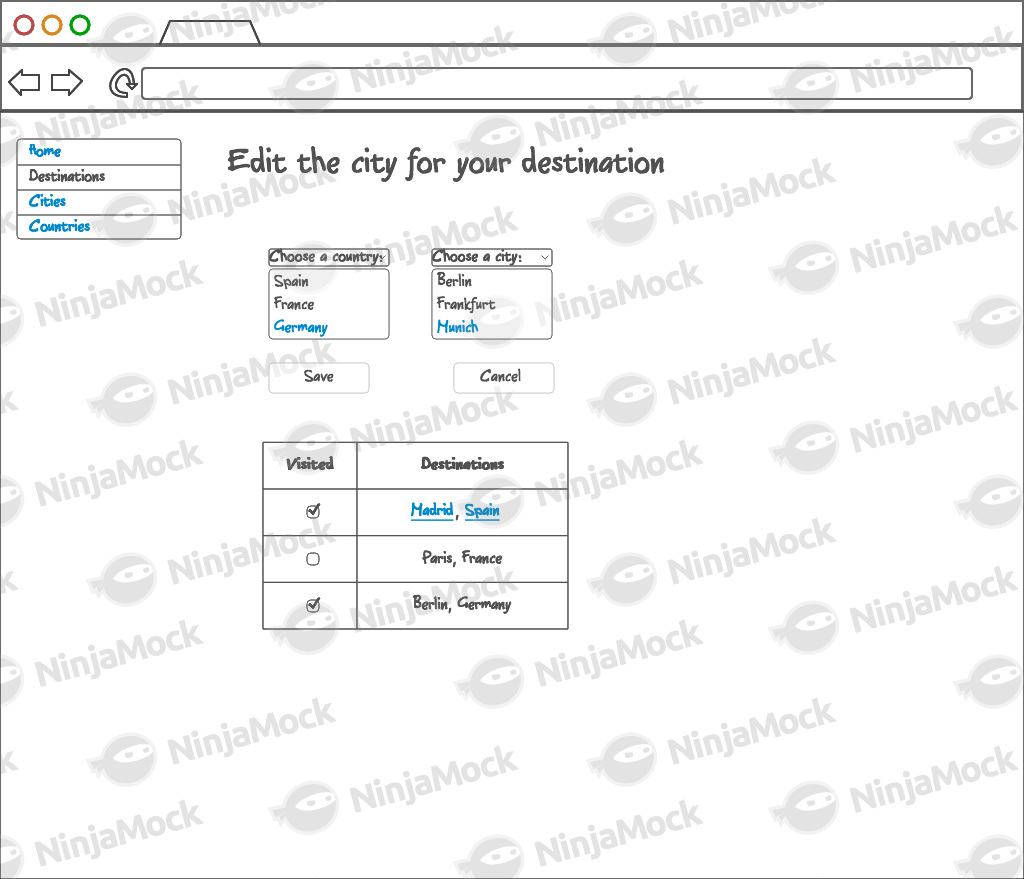 Home
Destinations
Cities
Countries
Edit the city for your destination
Choose a country:
Choose a city:
Spain
France
Germany
Berlin
Frankfurt
Munich
Save
Cancel
Visited
Destinations
Madrid, Spain
Paris, France
Berlin, Germany
NinjaMock